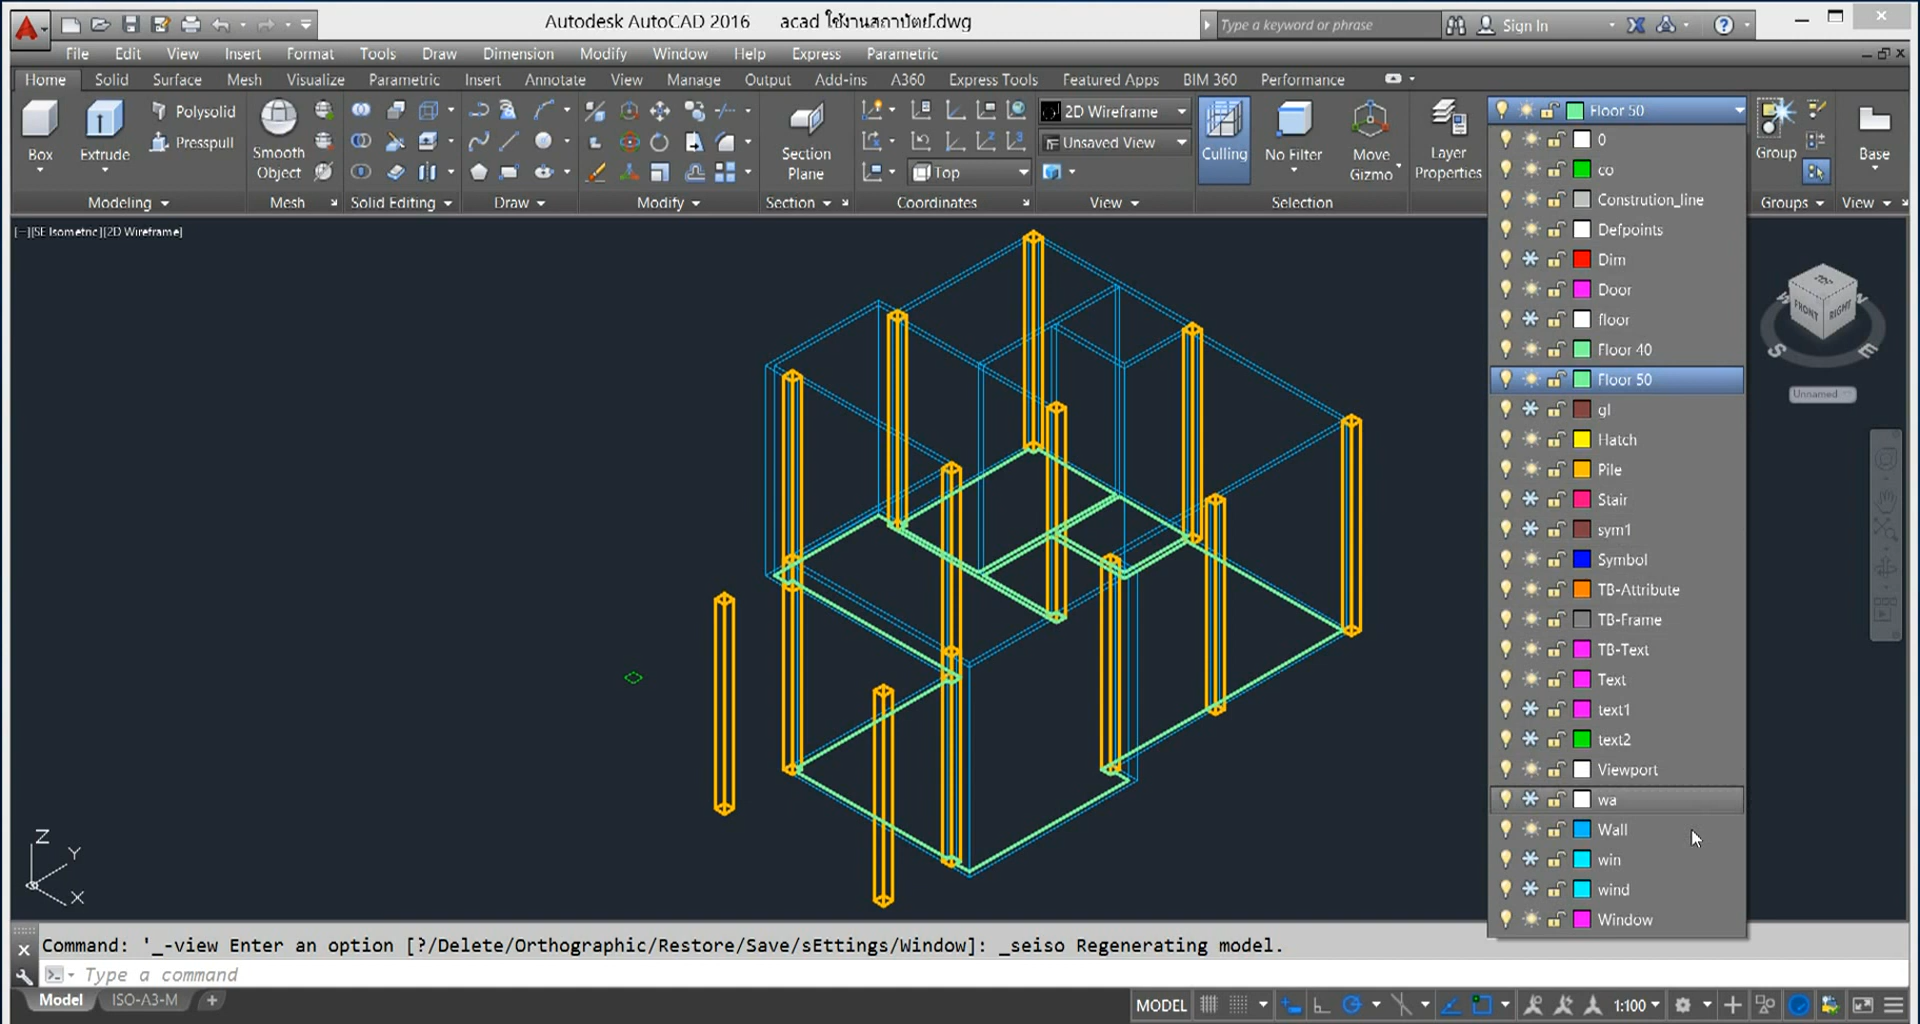 Autodesk AutoCAD 2016 acad ใช้งานสถาปัตย์.dwg
Type a keyword or phrase
Sign In
File Edit View Insert Format Tools Draw Dimension Modify Window Help Express Parametric
Home Solid Surface Mesh Visualize Parametric Insert Annotate View Manage Output Add-ins A360 Express Tools Featured Apps BIM 360 Performance
Box
Extrude
Polysolid
Presspull
Smooth
Object
Section
Plane
Top
2D Wireframe
Unsaved View
Culling
No Filter
Move
Gizmo
Layer
Properties
Group
Base
Modeling Mesh Solid Editing Draw Modify Section Coordinates View Selection Groups View
Floor 50
0
co
Constrution_line
Defpoints
Dim
Door
floor
Floor 40
Floor 50
gl
Hatch
Pile
Stair
sym1
Symbol
TB-Attribute
TB-Frame
TB-Text
Text
text1
text2
Viewport
wa
Wall
win
wind
Window
[−][SE Isometric][2D Wireframe]
TOP
FRONT
RIGHT
S
E
Unnamed
Z
Y
X
Command: '_-view Enter an option [?/Delete/Orthographic/Restore/Save/sEttings/Window]: _seiso Regenerating model.
Type a command
Model ISO-A3-M +
MODEL
1:100